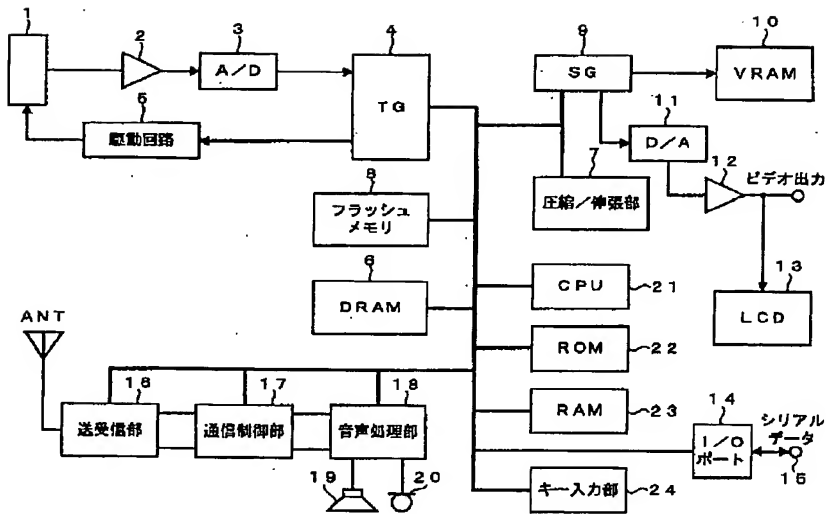 1
2
3
A/D
4
TG
5
駆動回路
9
SG
10
VRAM
11
D/A
12
ビデオ出力
7
圧縮/伸張部
13
LCD
8
フラッシュ
メモリ
6
DRAM
CPU
21
ROM
22
RAM
23
キー入力部
24
14
I/O
ポート
シリアル
データ
15
ANT
16
送受信部
17
通信制御部
18
音声処理部
19
20